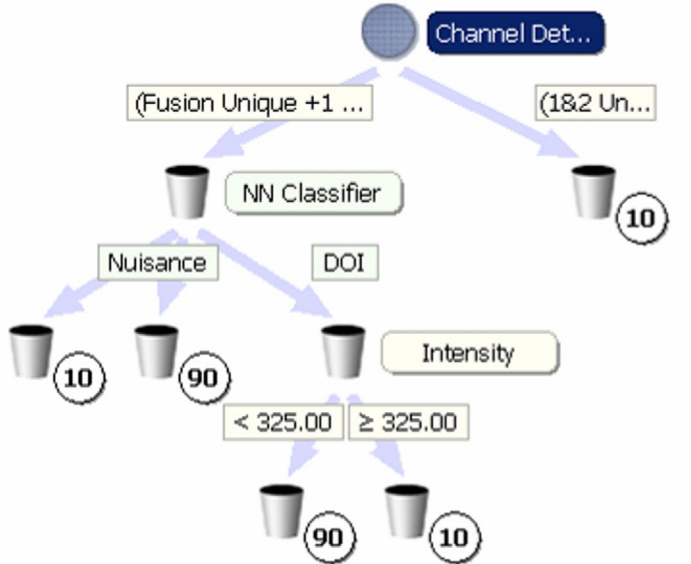 Channel Det...
(Fusion Unique +1 ...
(1&2 Un...
NN Classifier
10
Nuisance
DOI
10
90
Intensity
< 325.00
≥ 325.00
90
10